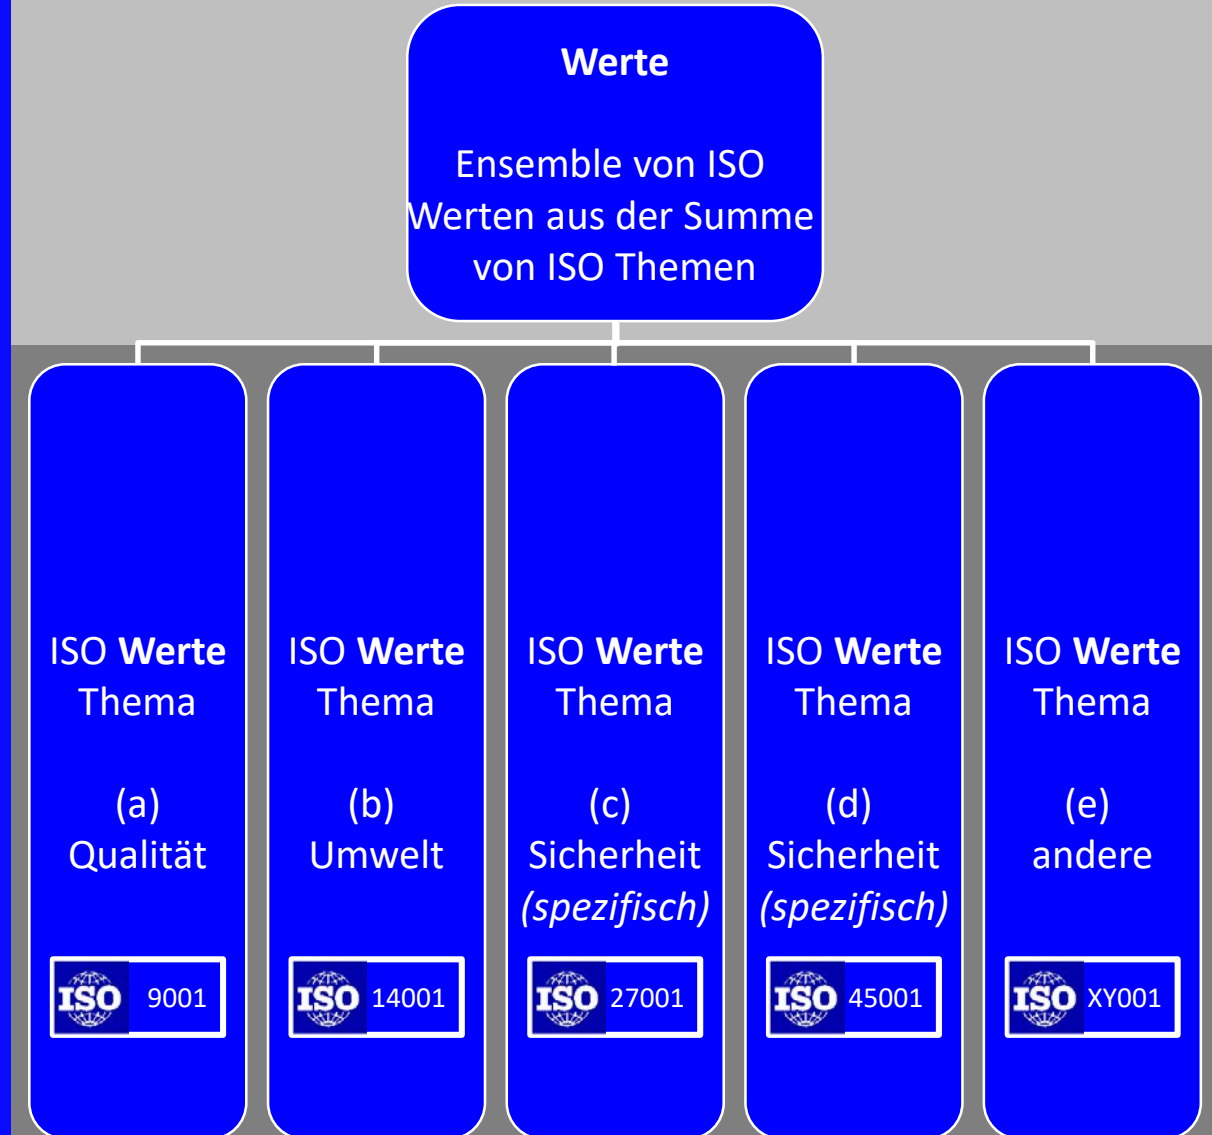 Werte
Ensemble von ISO
Werten aus der Summe
von ISO Themen
ISO Werte
Thema
(a)
Qualität
ISO 9001
ISO Werte
Thema
(b)
Umwelt
ISO 14001
ISO Werte
Thema
(c)
Sicherheit
(spezifisch)
ISO 27001
ISO Werte
Thema
(d)
Sicherheit
(spezifisch)
ISO 45001
ISO Werte
Thema
(e)
andere
ISO XY001